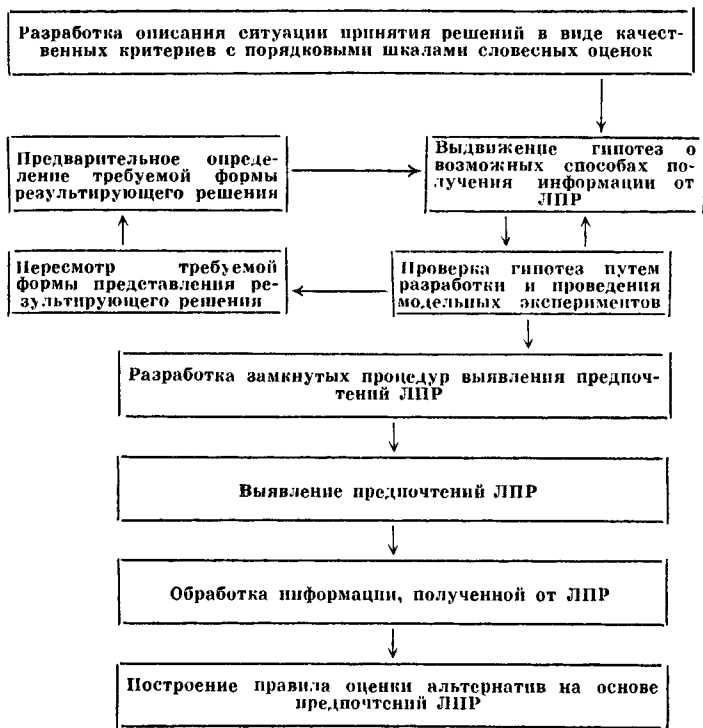 Разработка описания ситуации принятия решений в виде качест-
венных критериев с порядковыми шкалами словесных оценок
Предварительное опреде-
ление требуемой формы
результирующего решения
Выдвижение гипотез о
возможных способах по-
лучения информации от
ЛПР
Пересмотр требуемой
формы представления ре-
зультирующего решения
Проверка гипотез путем
разработки и проведения
модельных экспериментов
Разработка замкнутых процедур выявления предпоч-
тений ЛПР
Выявление предпочтений ЛПР
Обработка информации, полученной от ЛПР
Построение правила оценки альтернатив на основе
предпочтений ЛПР